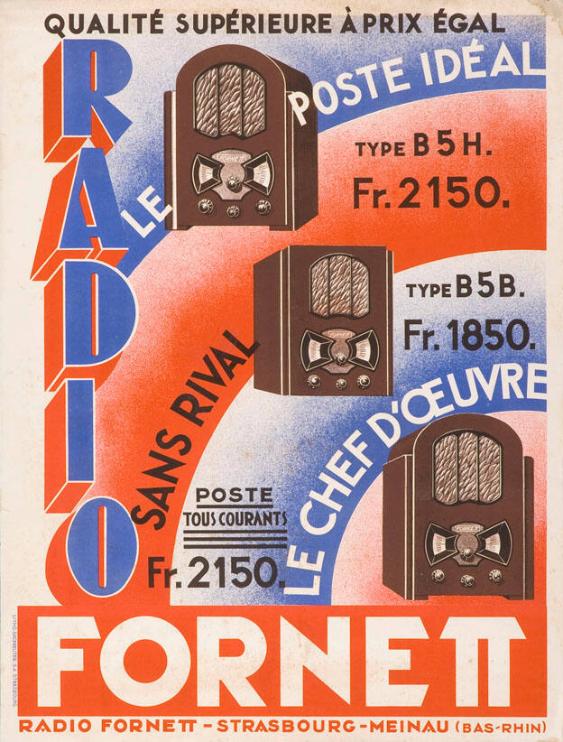 QUALITÉ SUPÉRIEURE À PRIX ÉGAL
RADIO
LE POSTE IDÉAL
TYPE B5H.
Fr. 2150.
TYPE B5B.
Fr. 1850.
SANS RIVAL
LE CHEF D'ŒUVRE
POSTE
TOUS COURANTS
Fr. 2150.
FORNETT
RADIO FORNETT - STRASBOURG - MEINAU (BAS-RHIN)